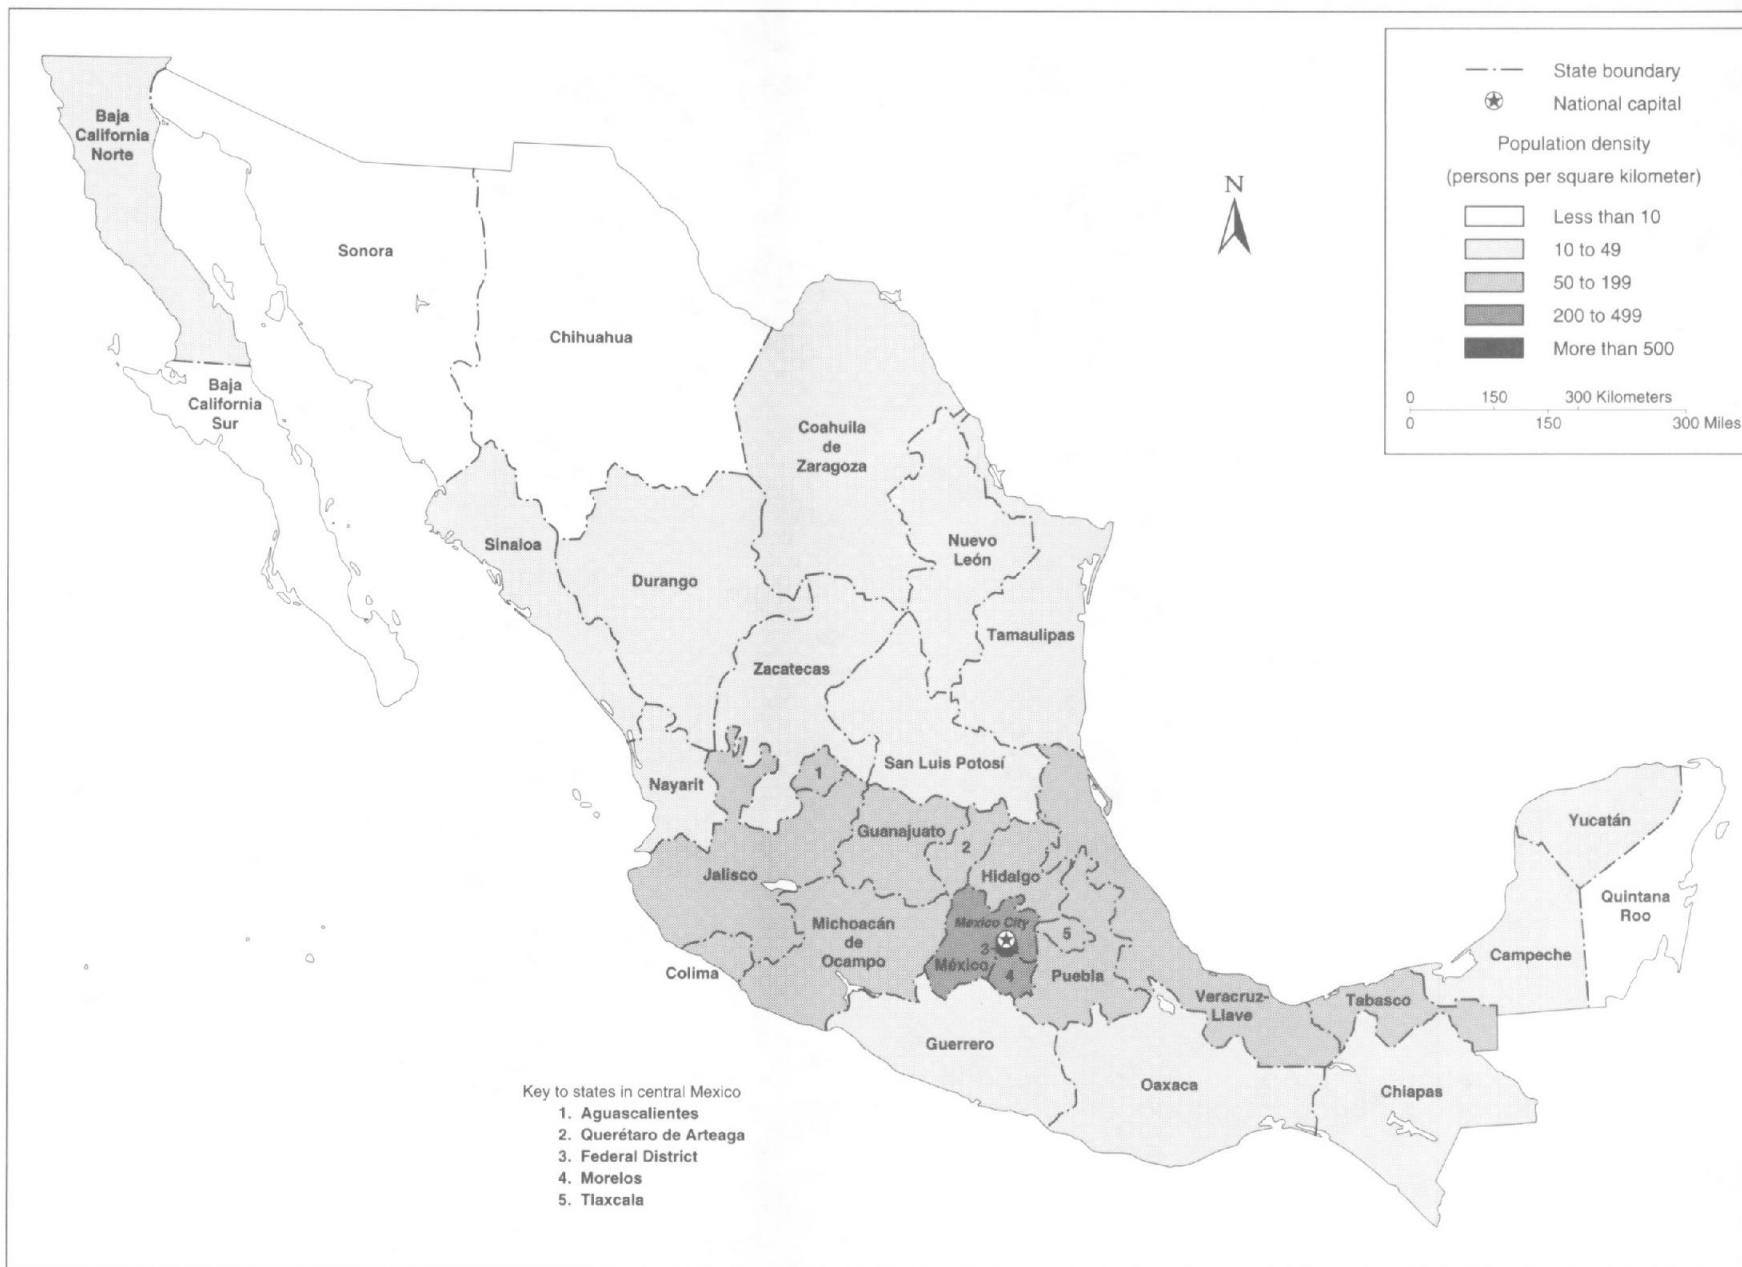 State boundary
National capital
Population density
(persons per square kilometer)
Less than 10
10 to 49
50 to 199
200 to 499
More than 500
0 150 300 Kilometers
0 150 300 Miles
N
Baja
California
Norte
Sonora
Chihuahua
Baja
California
Sur
Coahuila
de
Zaragoza
Sinaloa
Durango
Nuevo
León
Tamaulipas
Zacatecas
San Luis Potosí
Nayarit
1
Guanajuato
2
Hidalgo
Jalisco
Michoacán
de
Ocampo
Mexico City
3
México
4
5
Puebla
Colima
Veracruz-
Llave
Tabasco
Yucatán
Quintana
Roo
Campeche
Guerrero
Oaxaca
Chiapas
Key to states in central Mexico
1. Aguascalientes
2. Querétaro de Arteaga
3. Federal District
4. Morelos
5. Tlaxcala